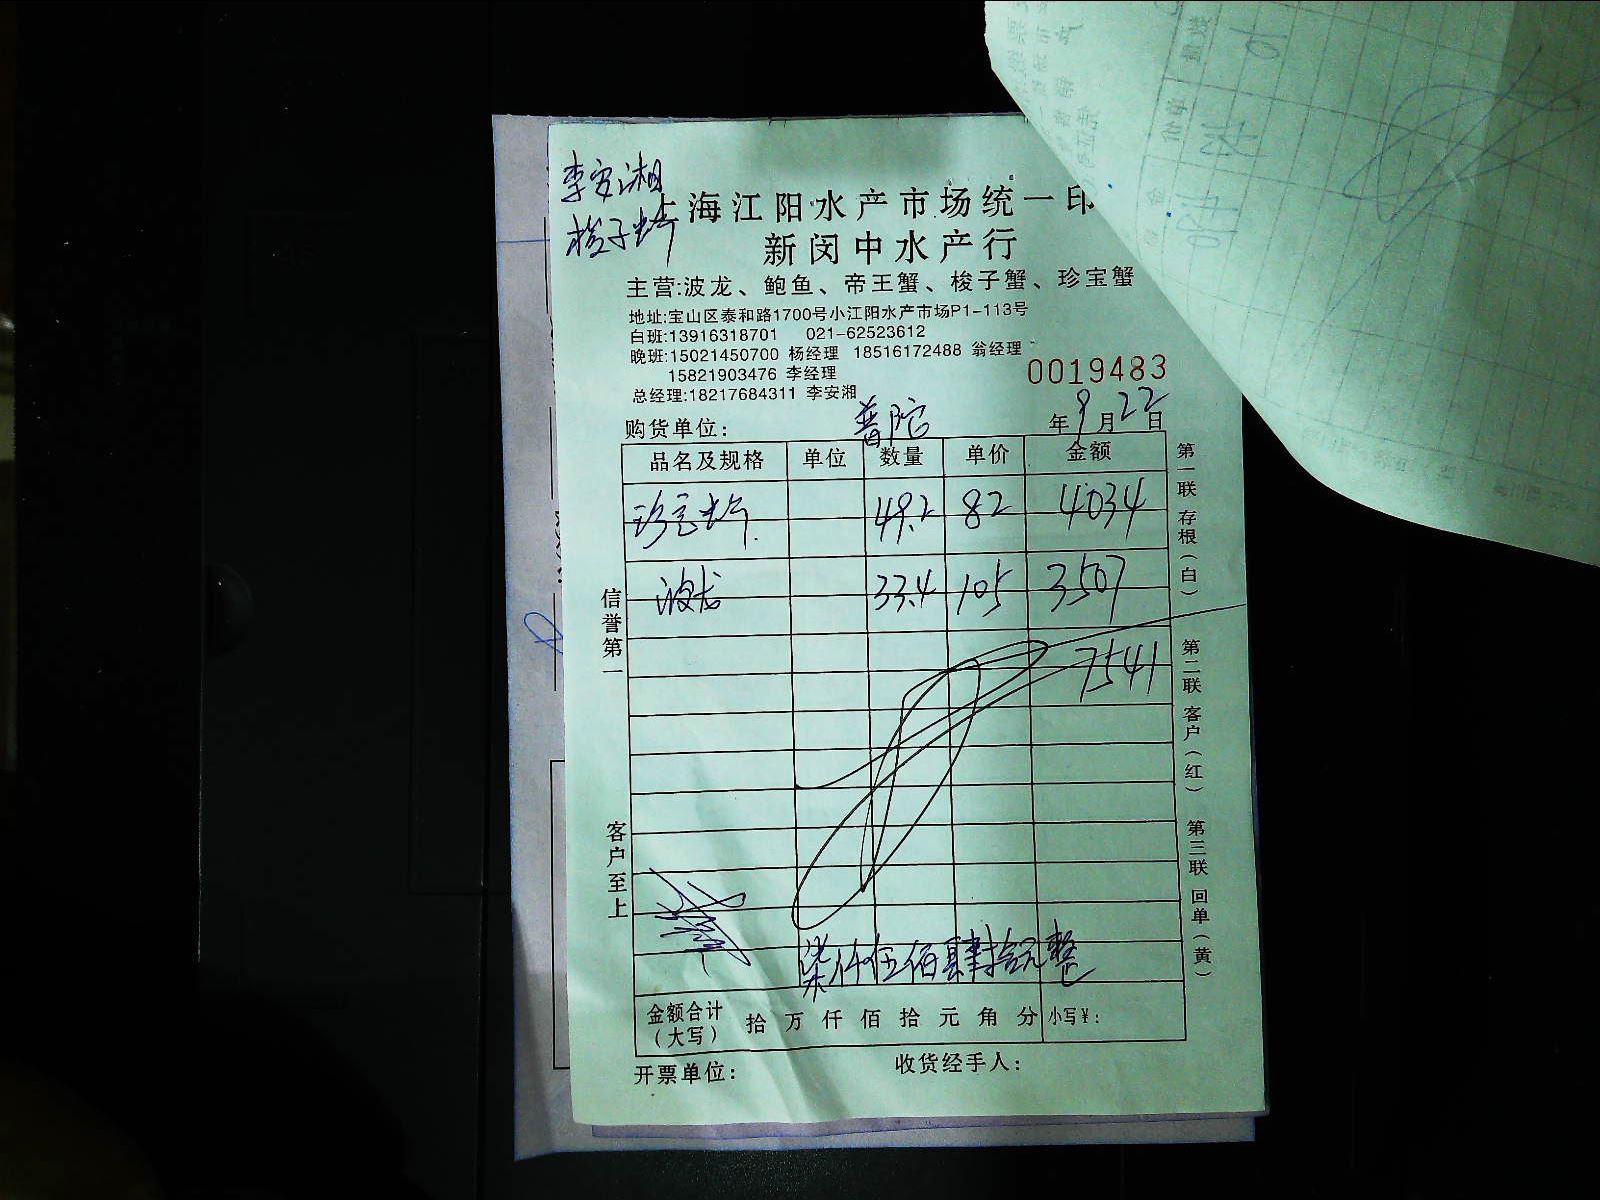 李安湘
梭子蟹
海江阳水产市场统一印
新闵中水产行
主营:波龙、鲍鱼、帝王蟹、梭子蟹、珍宝蟹
地址:宝山区泰和路1700号小江阳水产市场P1-113号
白班:13916318701 021-62523612
晚班:15021450700 杨经理 18516172488 翁经理
15821903476 李经理
0019483
总经理:18217684311 李安湘
购货单位: 普陀 年9月22日
品名及规格 单位 数量 单价 金额
珍宝蟹 49.2 82 4034
波龙 33.4 105 3507
7541
柒仟伍佰肆拾元整
金额合计(大写) 拾万仟佰拾元角分 小写¥:
开票单位: 收货经手人:
信誉第一
客户至上
第一联 存根(白)
第二联 客户(红)
第三联 回单(黄)